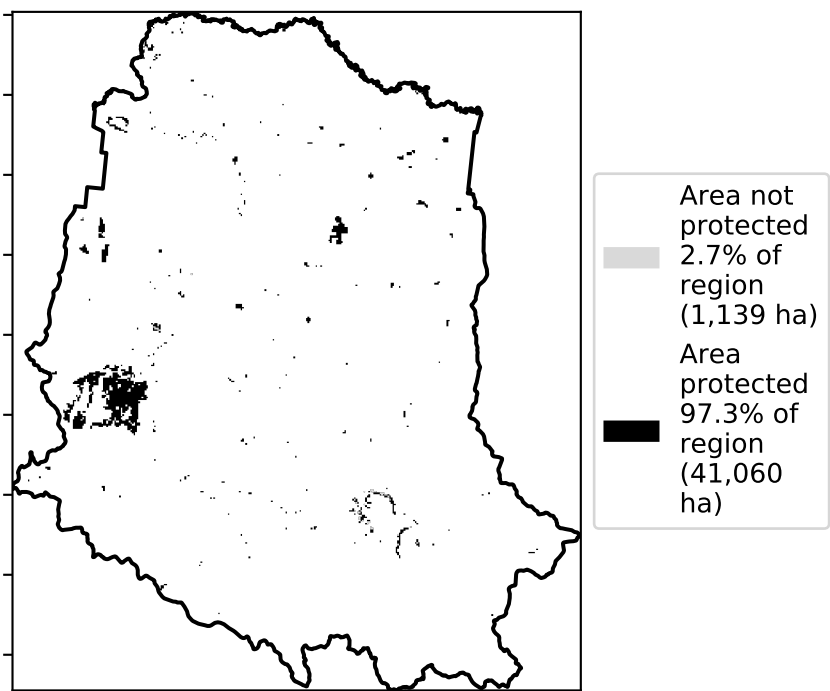 Area not
protected
2.7% of
region
(1,139 ha)
Area
protected
97.3% of
region
(41,060
ha)